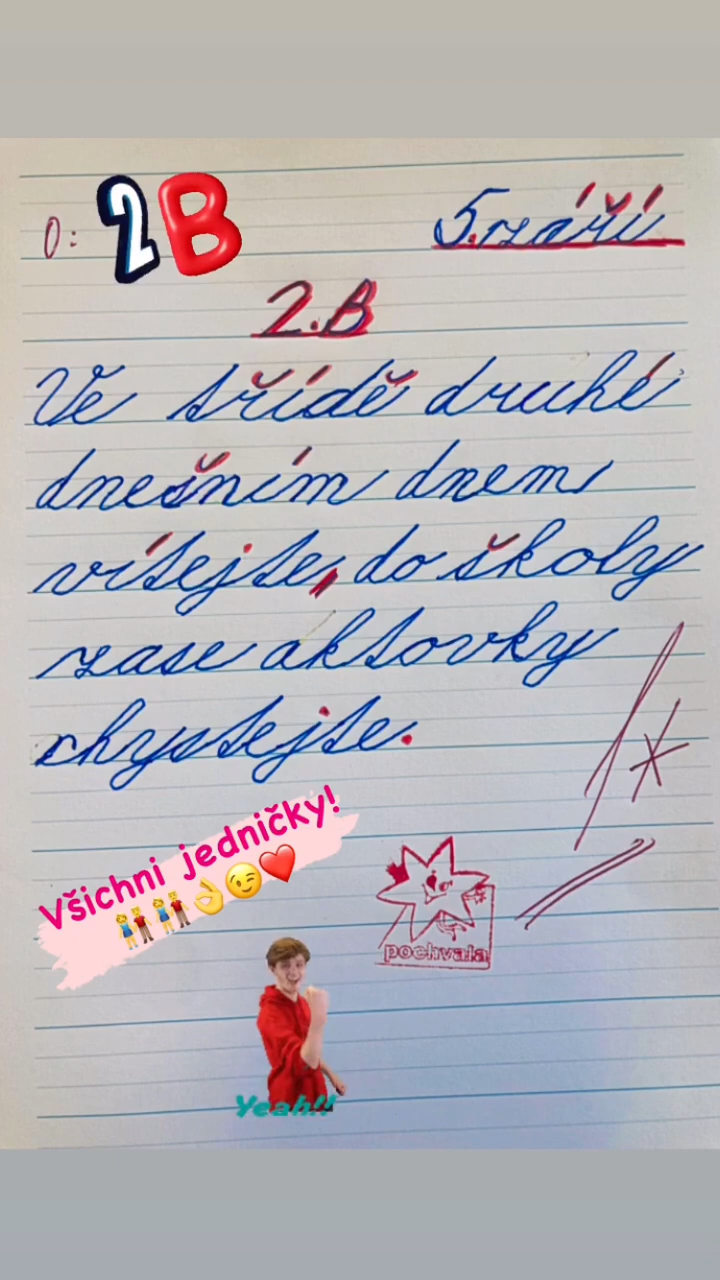 O: 2B
5. září
2.B
Ve třídě druhé
dnešním dnem
vítejte, do školy
zase aktovky
chystejte.
1*
Všichni jedničky!
👫👫👌😉❤️
pochvala
Yeah!!